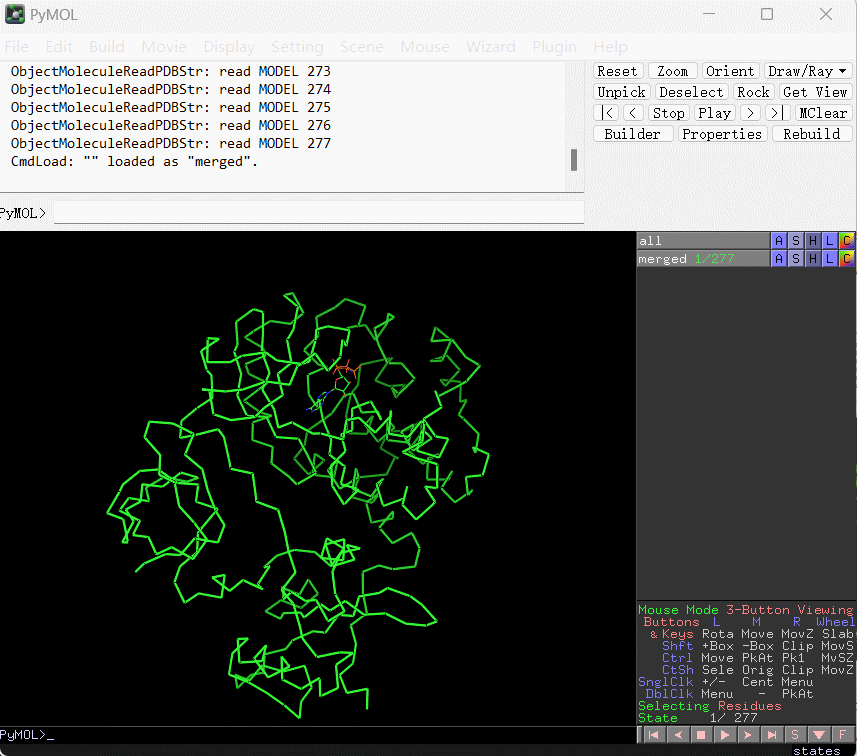 PyMOL
File Edit Build Movie Display Setting Scene Mouse Wizard Plugin Help
ObjectMoleculeReadPDBStr: read MODEL 273
ObjectMoleculeReadPDBStr: read MODEL 274
ObjectMoleculeReadPDBStr: read MODEL 275
ObjectMoleculeReadPDBStr: read MODEL 276
ObjectMoleculeReadPDBStr: read MODEL 277
CmdLoad: "" loaded as "merged".
Reset Zoom Orient Draw/Ray
Unpick Deselect Rock Get View
|< < Stop Play > >| MClear
Builder Properties Rebuild
PyMOL>
all A S H L C
merged 1/277 A S H L C
Mouse Mode 3-Button Viewing
Buttons L M R Wheel
& Keys Rota Move MovZ Slab
Shft +Box -Box Clip MovS
Ctrl Move PkAt Pk1 MvSZ
CtSh Sele Orig Clip MovZ
SnglClk +/- Cent Menu
DblClk Menu - PkAt
Selecting Residues
State 1/ 277
PyMOL>_
S F
states